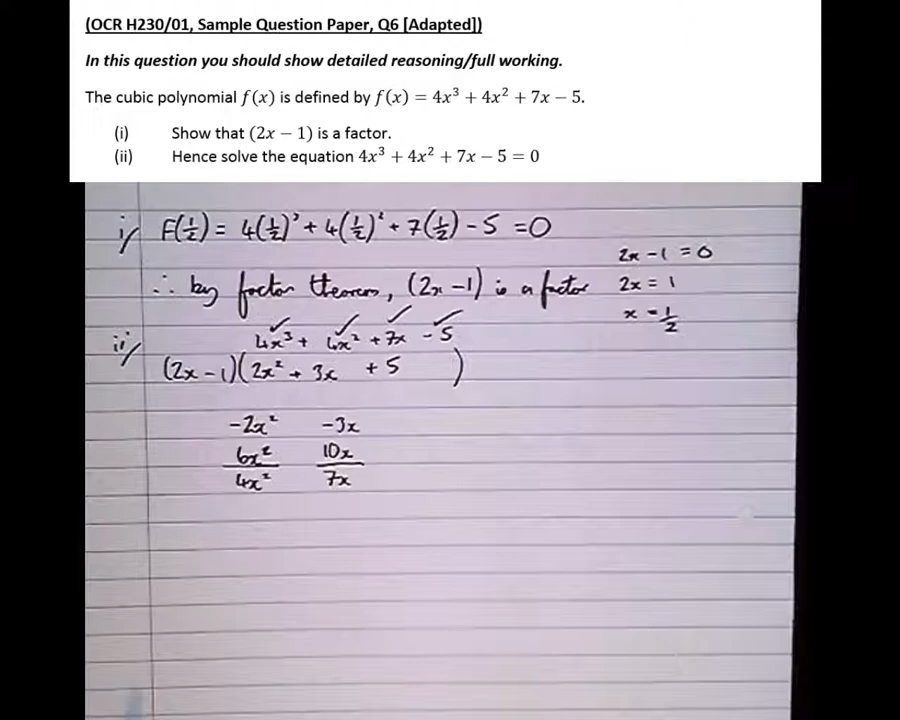 (OCR H230/01, Sample Question Paper, Q6 [Adapted])
In this question you should show detailed reasoning/full working.
The cubic polynomial f(x) is defined by f(x) = 4x³ + 4x² + 7x − 5.
(i) Show that (2x − 1) is a factor.
(ii) Hence solve the equation 4x³ + 4x² + 7x − 5 = 0
i/ F(½) = 4(½)³ + 4(½)² + 7(½) − 5 = 0
2x − 1 = 0
∴ by factor theorem, (2x − 1) is a factor
2x = 1
x = ½
ii/ 4x³ + 4x² + 7x − 5
(2x − 1)(2x² + 3x + 5 )
−2x² −3x
6x² 10x
4x² 7x